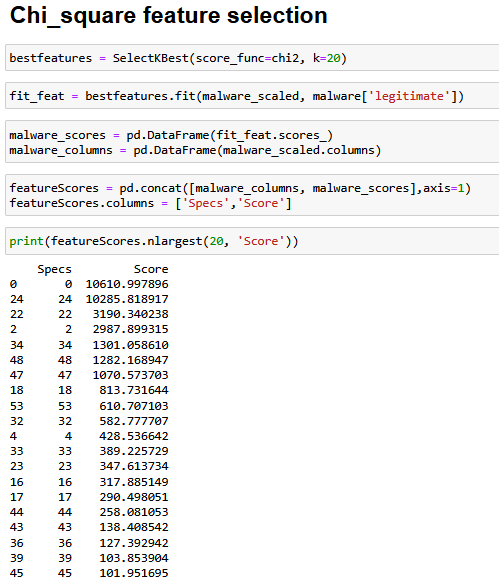 Chi_square feature selection
bestfeatures = SelectKBest(score_func=chi2, k=20)
fit_feat = bestfeatures.fit(malware_scaled, malware['legitimate'])
malware_scores = pd.DataFrame(fit_feat.scores_)
malware_columns = pd.DataFrame(malware_scaled.columns)
featureScores = pd.concat([malware_columns, malware_scores],axis=1)
featureScores.columns = ['Specs','Score']
print(featureScores.nlargest(20, 'Score'))
Specs Score
0 0 10610.997896
24 24 10285.818917
22 22 3190.340238
2 2 2987.899315
34 34 1301.058610
48 48 1282.168947
47 47 1070.573703
18 18 813.731644
53 53 610.707103
32 32 582.777707
4 4 428.536642
33 33 389.225729
23 23 347.613734
16 16 317.885149
17 17 290.498051
44 44 258.081053
43 43 138.408542
36 36 127.392942
39 39 103.853904
45 45 101.951695